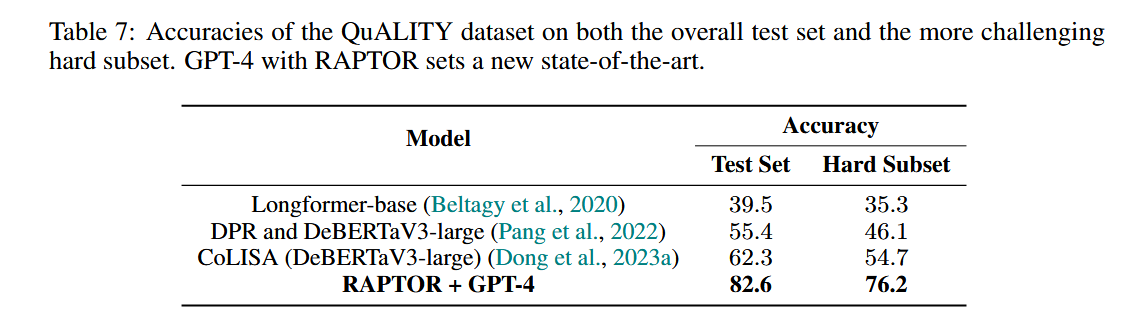 Table 7: Accuracies of the QuALITY dataset on both the overall test set and the more challenging
hard subset. GPT-4 with RAPTOR sets a new state-of-the-art.
Model Accuracy
Test Set Hard Subset
Longformer-base (Beltagy et al., 2020) 39.5 35.3
DPR and DeBERTaV3-large (Pang et al., 2022) 55.4 46.1
CoLISA (DeBERTaV3-large) (Dong et al., 2023a) 62.3 54.7
RAPTOR + GPT-4 82.6 76.2